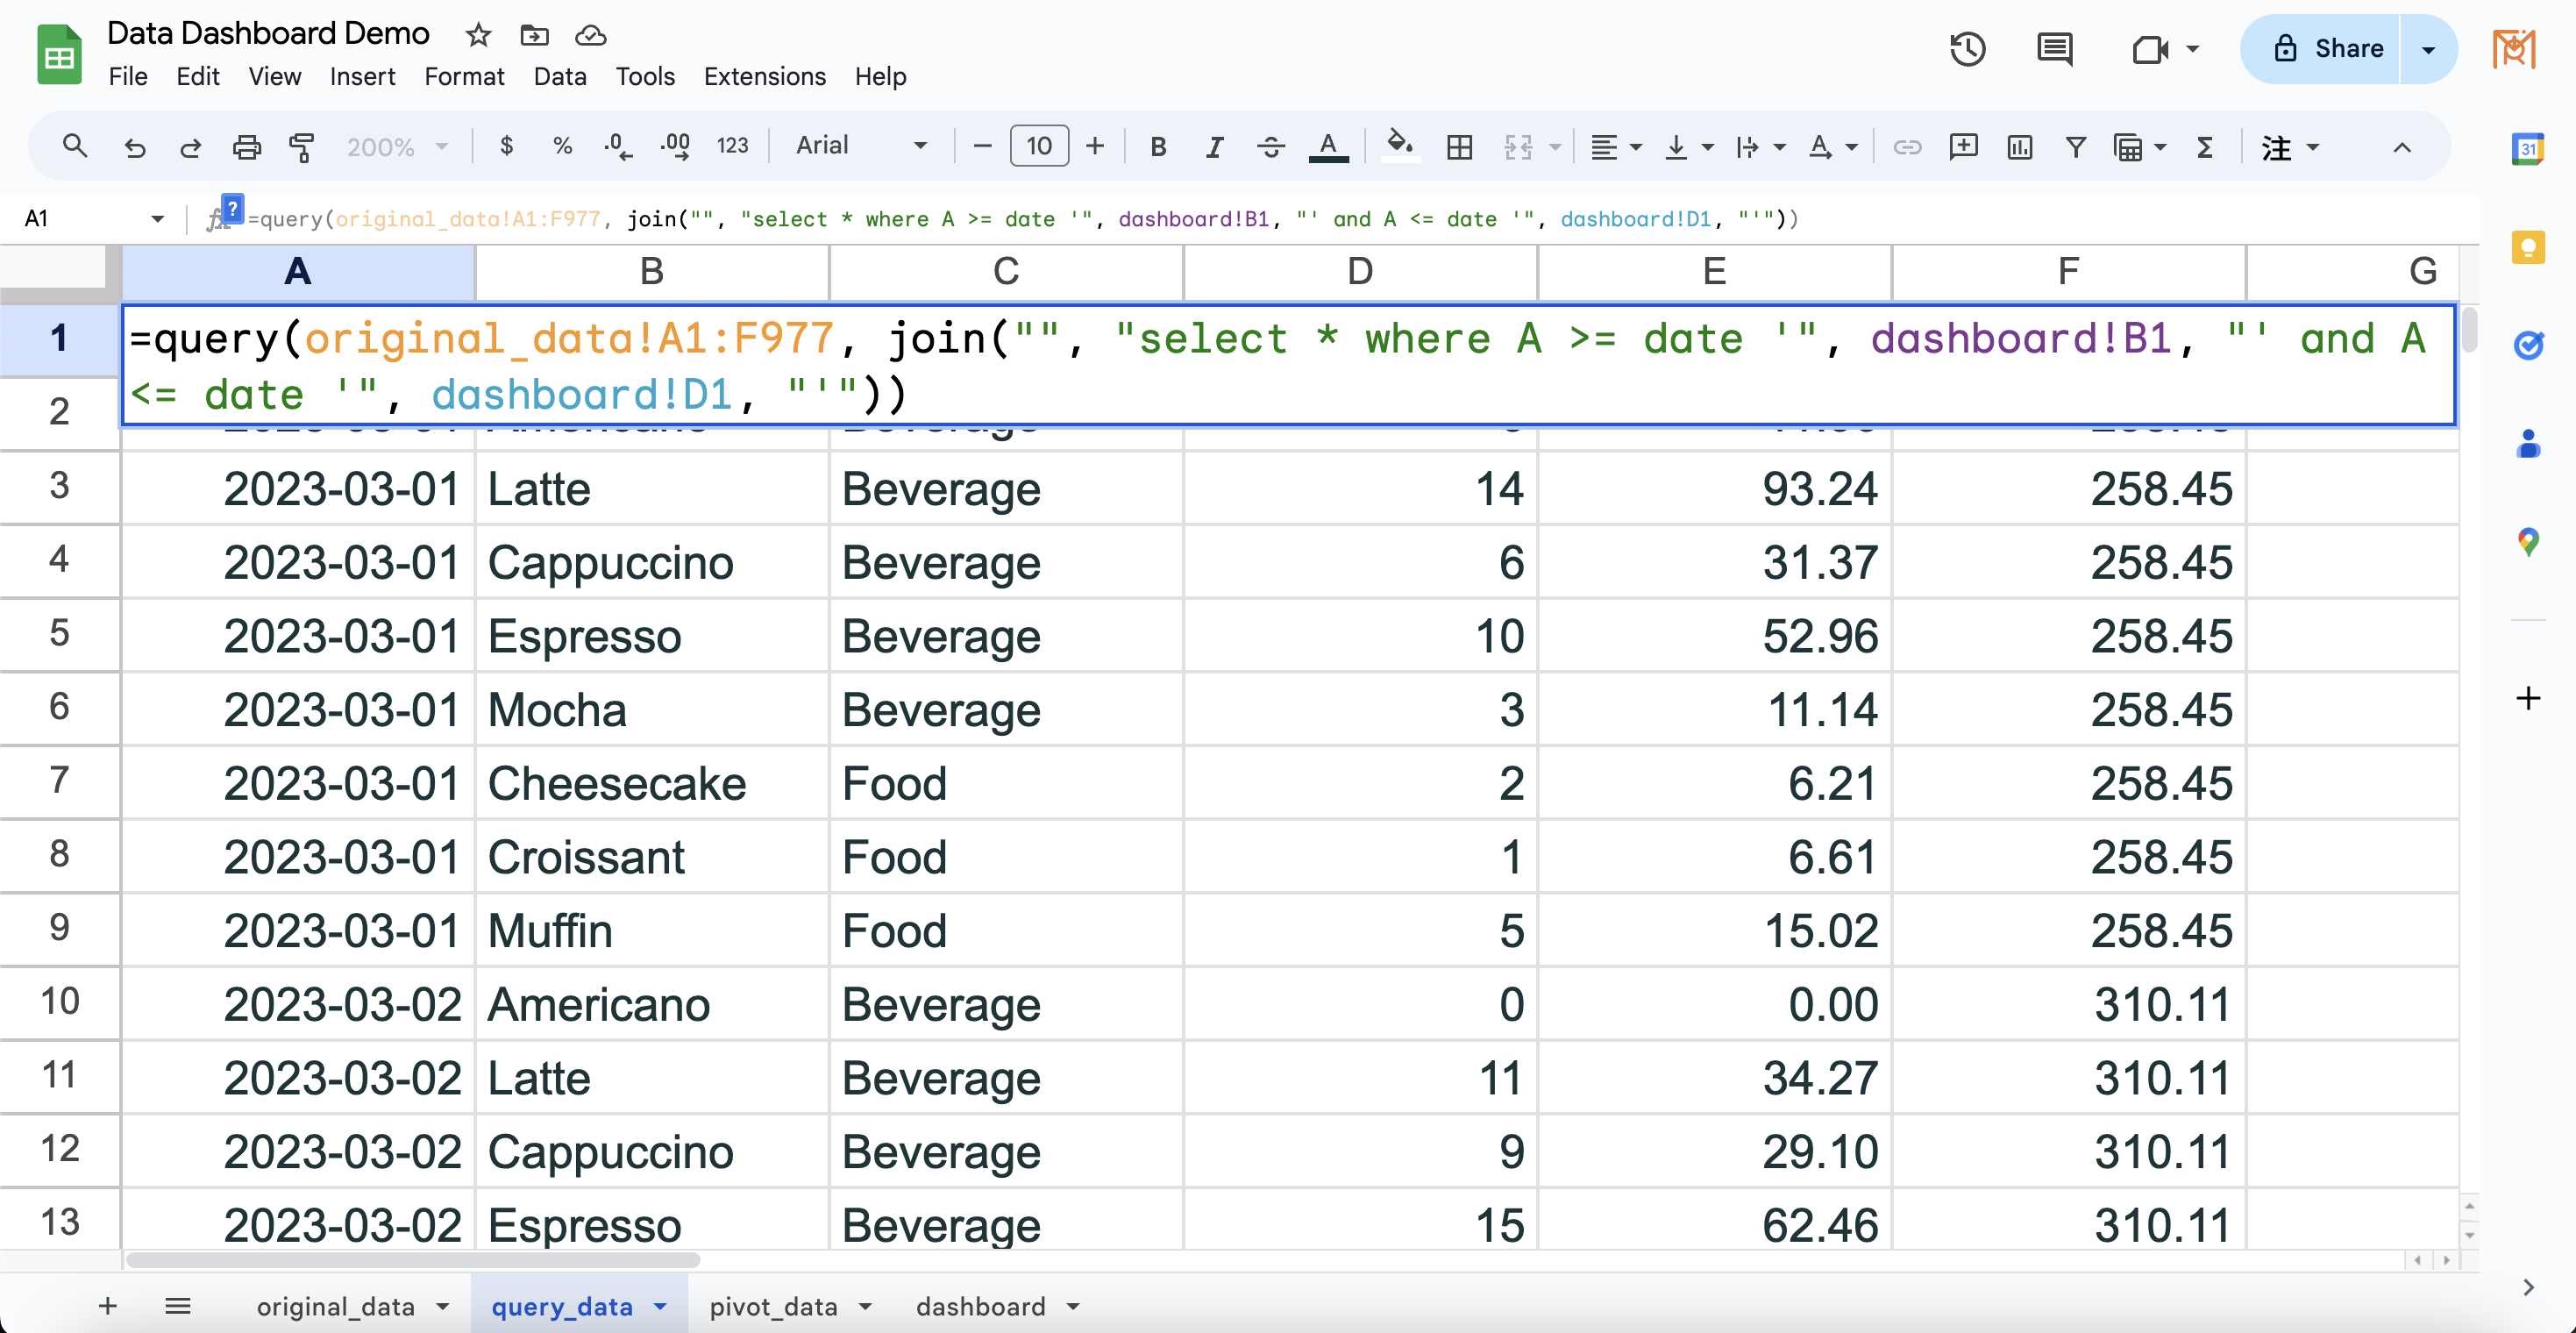 Data Dashboard Demo
File Edit View Insert Format Data Tools Extensions Help
Share
200% $ % .0 .00 123 Arial 10 B I A 注 31
A1 ? =query(original_data!A1:F977, join("", "select * where A >= date '", dashboard!B1, "' and A <= date '", dashboard!D1, "'"))
A B C D E F G
1 =query(original_data!A1:F977, join("", "select * where A >= date '", dashboard!B1, "' and A
<= date '", dashboard!D1, "'"))
2
3 2023-03-01 Latte Beverage 14 93.24 258.45
4 2023-03-01 Cappuccino Beverage 6 31.37 258.45
5 2023-03-01 Espresso Beverage 10 52.96 258.45
6 2023-03-01 Mocha Beverage 3 11.14 258.45
7 2023-03-01 Cheesecake Food 2 6.21 258.45
8 2023-03-01 Croissant Food 1 6.61 258.45
9 2023-03-01 Muffin Food 5 15.02 258.45
10 2023-03-02 Americano Beverage 0 0.00 310.11
11 2023-03-02 Latte Beverage 11 34.27 310.11
12 2023-03-02 Cappuccino Beverage 9 29.10 310.11
13 2023-03-02 Espresso Beverage 15 62.46 310.11
original_data query_data pivot_data dashboard